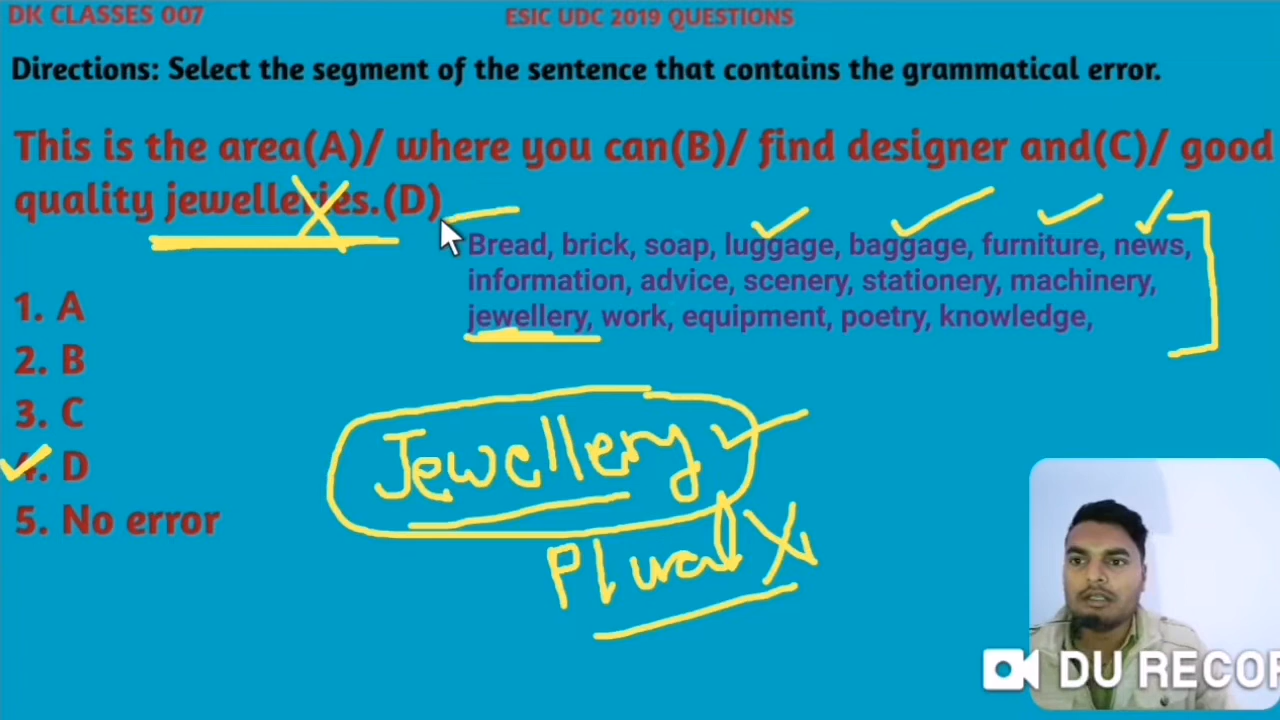 DK CLASSES 007
ESIC UDC 2019 QUESTIONS
Directions: Select the segment of the sentence that contains the grammatical error.
This is the area(A)/ where you can(B)/ find designer and(C)/ good
quality jewelleries.(D)
Bread, brick, soap, luggage, baggage, furniture, news,
information, advice, scenery, stationery, machinery,
jewellery, work, equipment, poetry, knowledge,
1. A
2. B
3. C
4. D
5. No error
Jewellery
Plural
DU RECOR